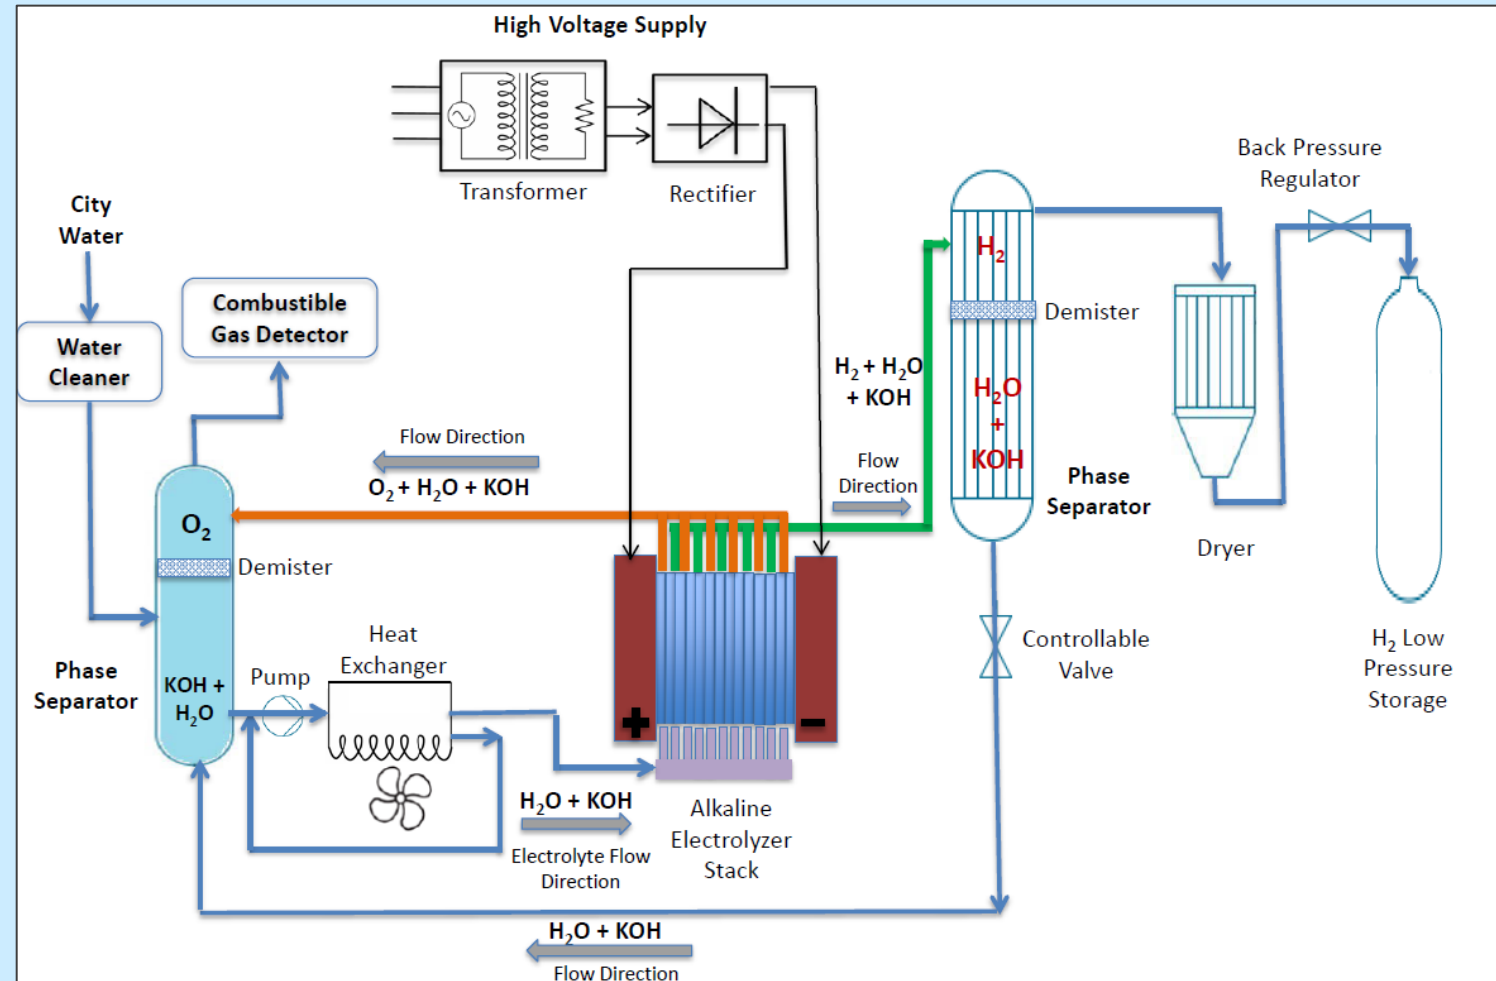 High Voltage Supply
Transformer
Rectifier
City
Water
Water
Cleaner
Combustible
Gas Detector
Flow Direction
O₂ + H₂O + KOH
O₂
Demister
Phase
Separator
KOH +
H₂O
Pump
Heat
Exchanger
H₂O + KOH
Electrolyte Flow
Direction
+
−
Alkaline
Electrolyzer
Stack
H₂ + H₂O
+ KOH
Flow
Direction
H₂
Demister
H₂O
+
KOH
Phase
Separator
Controllable
Valve
Back Pressure
Regulator
Dryer
H₂ Low
Pressure
Storage
H₂O + KOH
Flow Direction